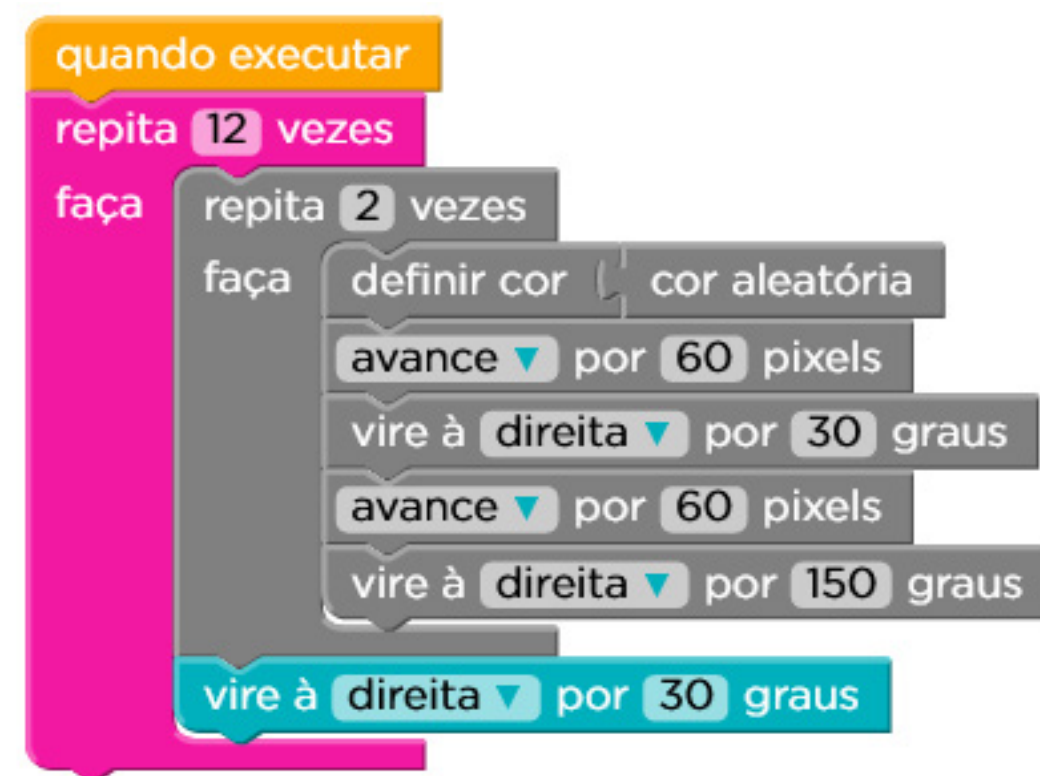 quando executar
repita 12 vezes
faça repita 2 vezes
faça definir cor cor aleatória
avance ▼ por 60 pixels
vire à direita ▼ por 30 graus
avance ▼ por 60 pixels
vire à direita ▼ por 150 graus
vire à direita ▼ por 30 graus